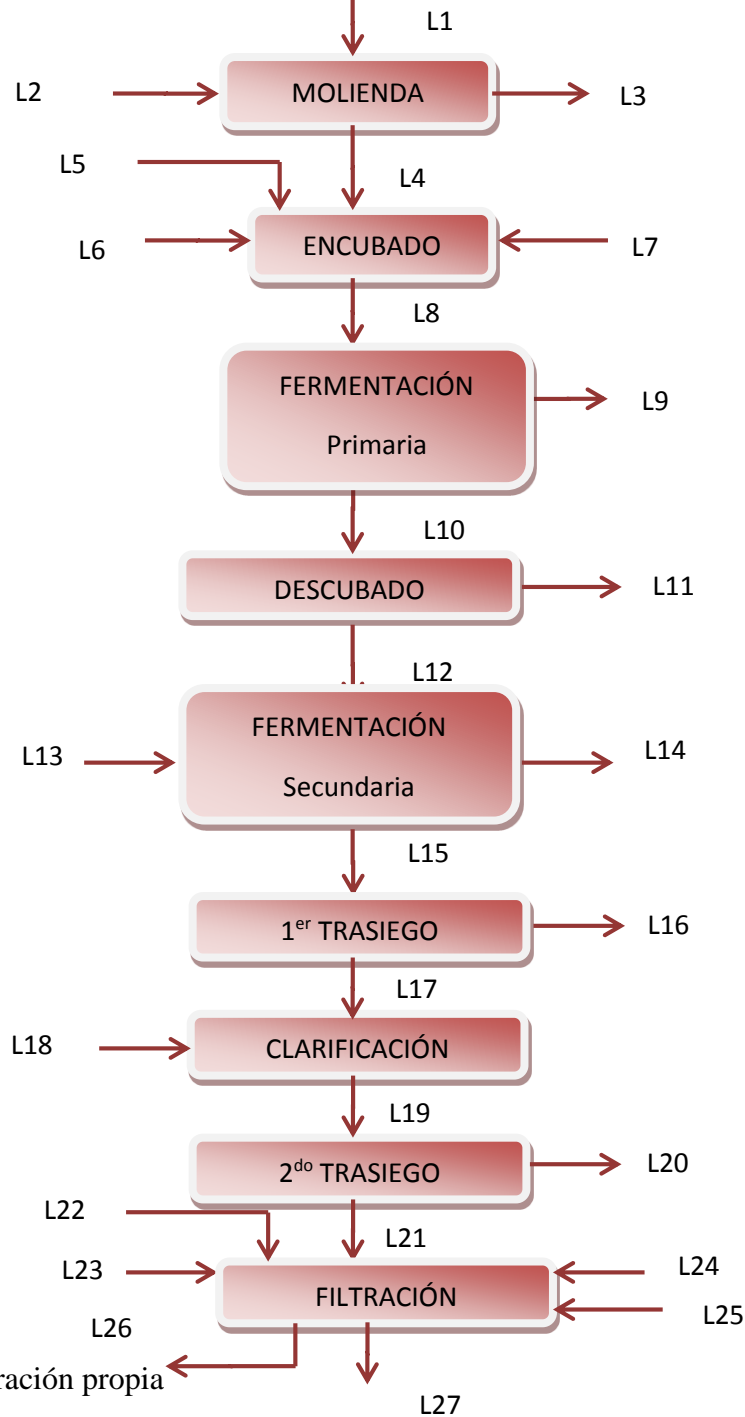 L1
L2
MOLIENDA
L3
L5
L4
L6
ENCUBADO
L7
L8
FERMENTACIÓN
Primaria
L9
L10
DESCUBADO
L11
L12
FERMENTACIÓN
Secundaria
L13
L14
L15
1er TRASIEGO
L16
L17
L18
CLARIFICACIÓN
L19
2do TRASIEGO
L20
L22
L21
L23
FILTRACIÓN
L24
L25
L26
ración propia
L27